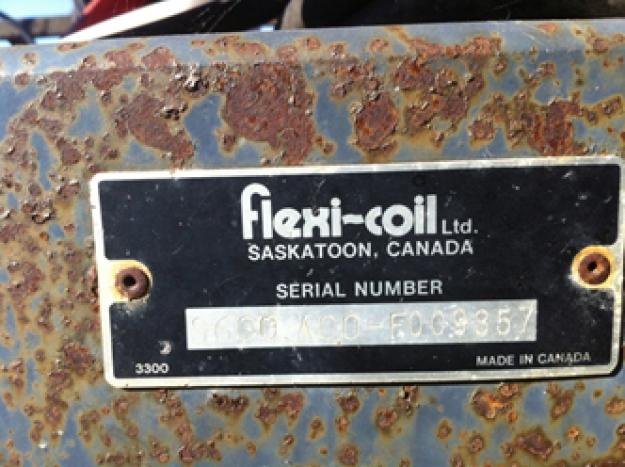 flexi-coil Ltd.
SASKATOON, CANADA
SERIAL NUMBER
3300
MADE IN CANADA